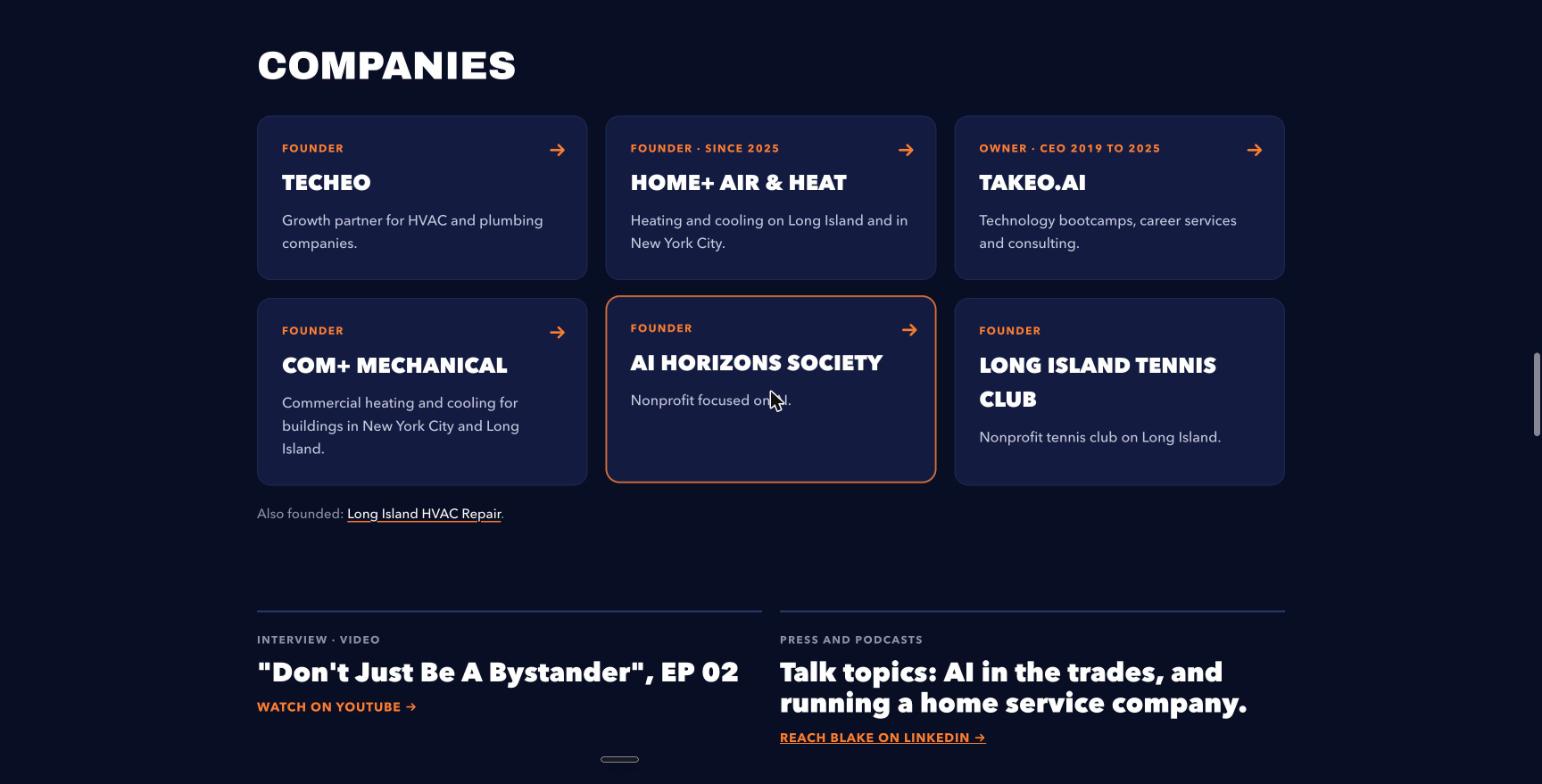 COMPANIES
FOUNDER
TECHEO
Growth partner for HVAC and plumbing
companies.
FOUNDER · SINCE 2025
HOME+ AIR & HEAT
Heating and cooling on Long Island and in
New York City.
OWNER · CEO 2019 TO 2025
TAKEO.AI
Technology bootcamps, career services
and consulting.
FOUNDER
COM+ MECHANICAL
Commercial heating and cooling for
buildings in New York City and Long
Island.
FOUNDER
AI HORIZONS SOCIETY
Nonprofit focused on
FOUNDER
LONG ISLAND TENNIS
CLUB
Nonprofit tennis club on Long Island.
Also founded: Long Island HVAC Repair.
INTERVIEW · VIDEO
"Don't Just Be A Bystander", EP 02
WATCH ON YOUTUBE →
PRESS AND PODCASTS
Talk topics: AI in the trades, and
running a home service company.
REACH BLAKE ON LINKEDIN →